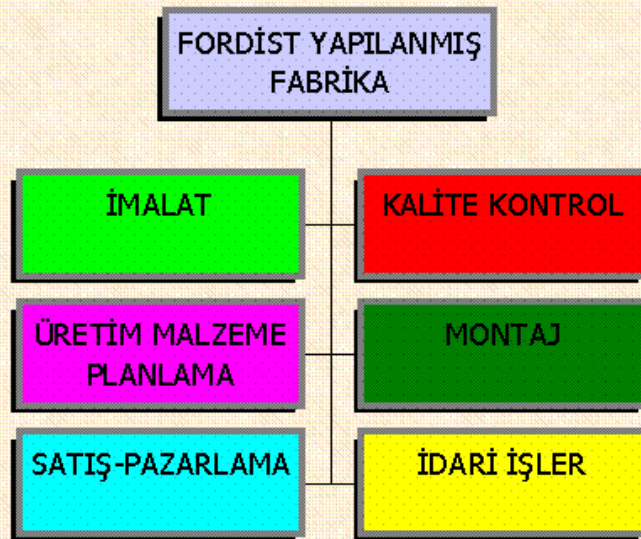 FORDİST YAPILANMIŞ
FABRİKA
İMALAT
KALİTE KONTROL
ÜRETİM MALZEME
PLANLAMA
MONTAJ
SATIŞ-PAZARLAMA
İDARİ İŞLER